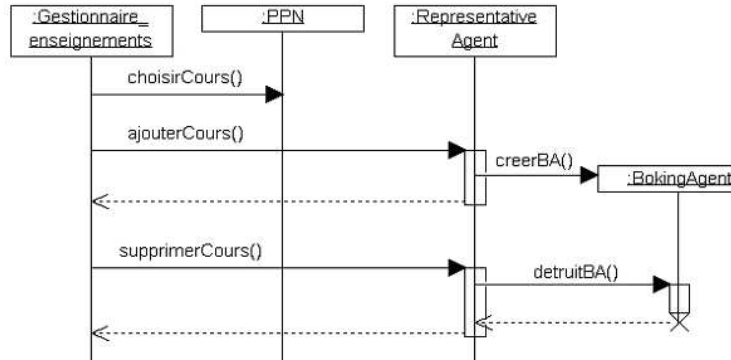 :Gestionnaire_
enseignements
:PPN
:Representative
Agent
choisirCours()
ajouterCours()
creerBA()
:BokingAgent
supprimerCours()
detruitBA()